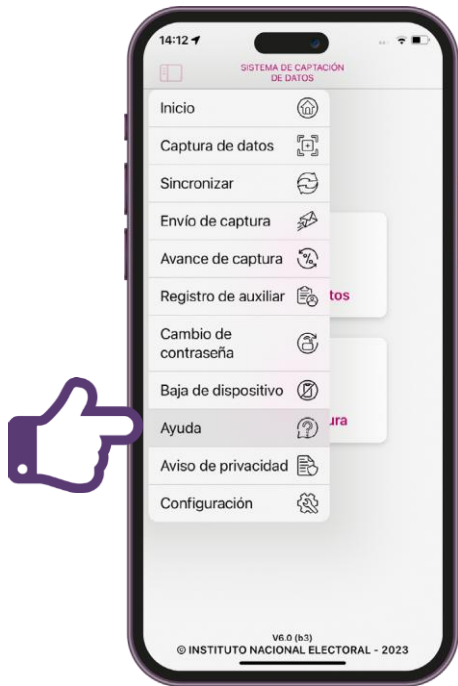 14:12
SISTEMA DE CAPTACIÓN
DE DATOS
Inicio
Captura de datos
Sincronizar
Envío de captura
Avance de captura
%
Registro de auxiliar
tos
Cambio de
contraseña
Baja de dispositivo
Ayuda
ura
Aviso de privacidad
Configuración
V6.0 (b3)
© INSTITUTO NACIONAL ELECTORAL - 2023